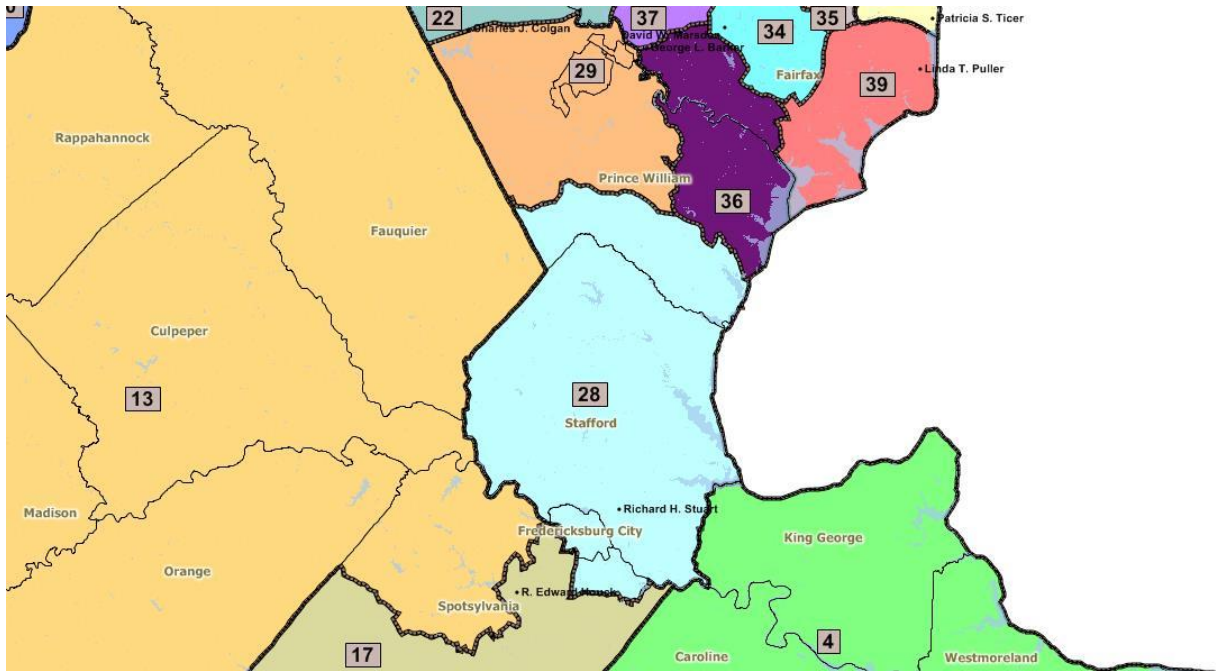 22
37
34
35
Patricia S. Ticer
Charles J. Colgan
David W. Marsden
George L. Barker
29
Fairfax
Linda T. Puller
39
Rappahannock
Prince William
36
Fauquier
Culpeper
13
28
Stafford
Madison
Richard H. Stuart
Fredericksburg City
King George
Orange
R. Edward Houck
Spotsylvania
17
4
Caroline
Westmoreland